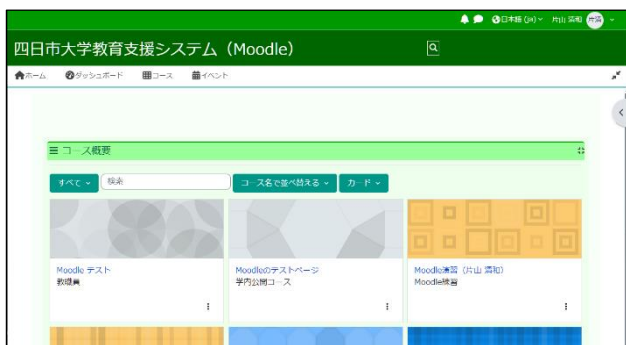 日本語 (ja) 片山 清和 片清
四日市大学教育支援システム（Moodle）
ホーム ダッシュボード コース イベント
コース概要
すべて 検索 コース名で並べ替える カード
Moodle テスト
教職員
Moodleのテストページ
学内公開コース
Moodle演習（片山 清和）
Moodle練習